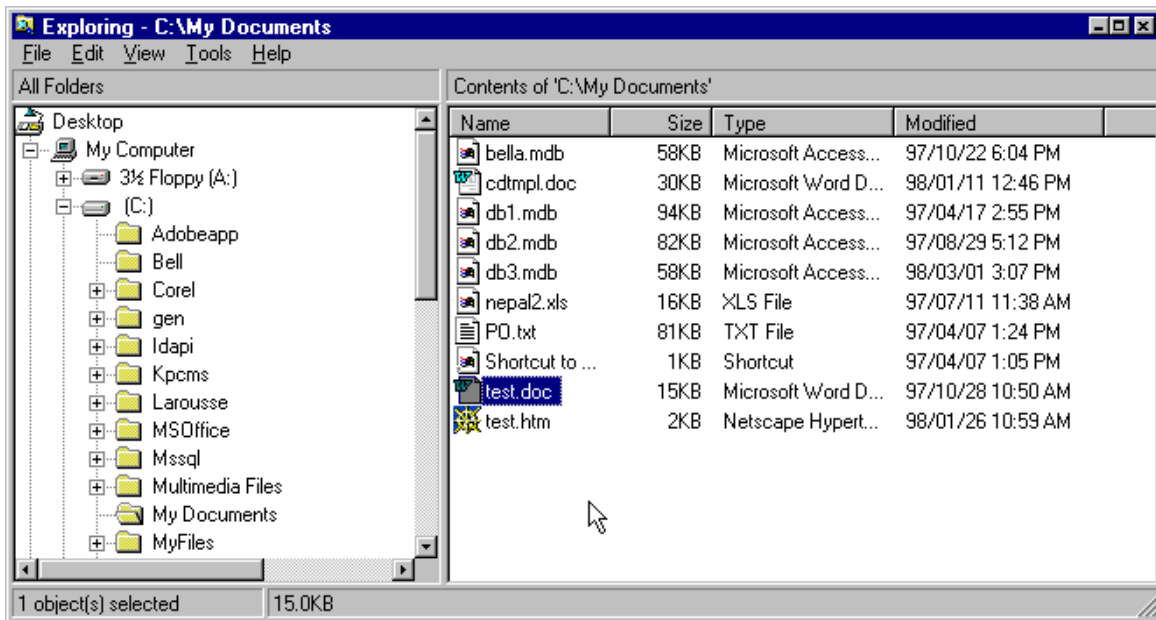 Exploring - C:\My Documents
File Edit View Tools Help
All Folders
Contents of 'C:\My Documents'
Desktop
My Computer
3½ Floppy (A:)
(C:)
Adobeapp
Bell
Corel
gen
Idapi
Kpcms
Larousse
MSOffice
Mssql
Multimedia Files
My Documents
MyFiles
Name Size Type Modified
bella.mdb 58KB Microsoft Access... 97/10/22 6:04 PM
cdtmpl.doc 30KB Microsoft Word D... 98/01/11 12:46 PM
db1.mdb 94KB Microsoft Access... 97/04/17 2:55 PM
db2.mdb 82KB Microsoft Access... 97/08/29 5:12 PM
db3.mdb 58KB Microsoft Access... 98/03/01 3:07 PM
nepal2.xls 16KB XLS File 97/07/11 11:38 AM
PO.txt 81KB TXT File 97/04/07 1:24 PM
Shortcut to ... 1KB Shortcut 97/04/07 1:05 PM
test.doc 15KB Microsoft Word D... 97/10/28 10:50 AM
test.htm 2KB Netscape Hypert... 98/01/26 10:59 AM
1 object(s) selected 15.0KB